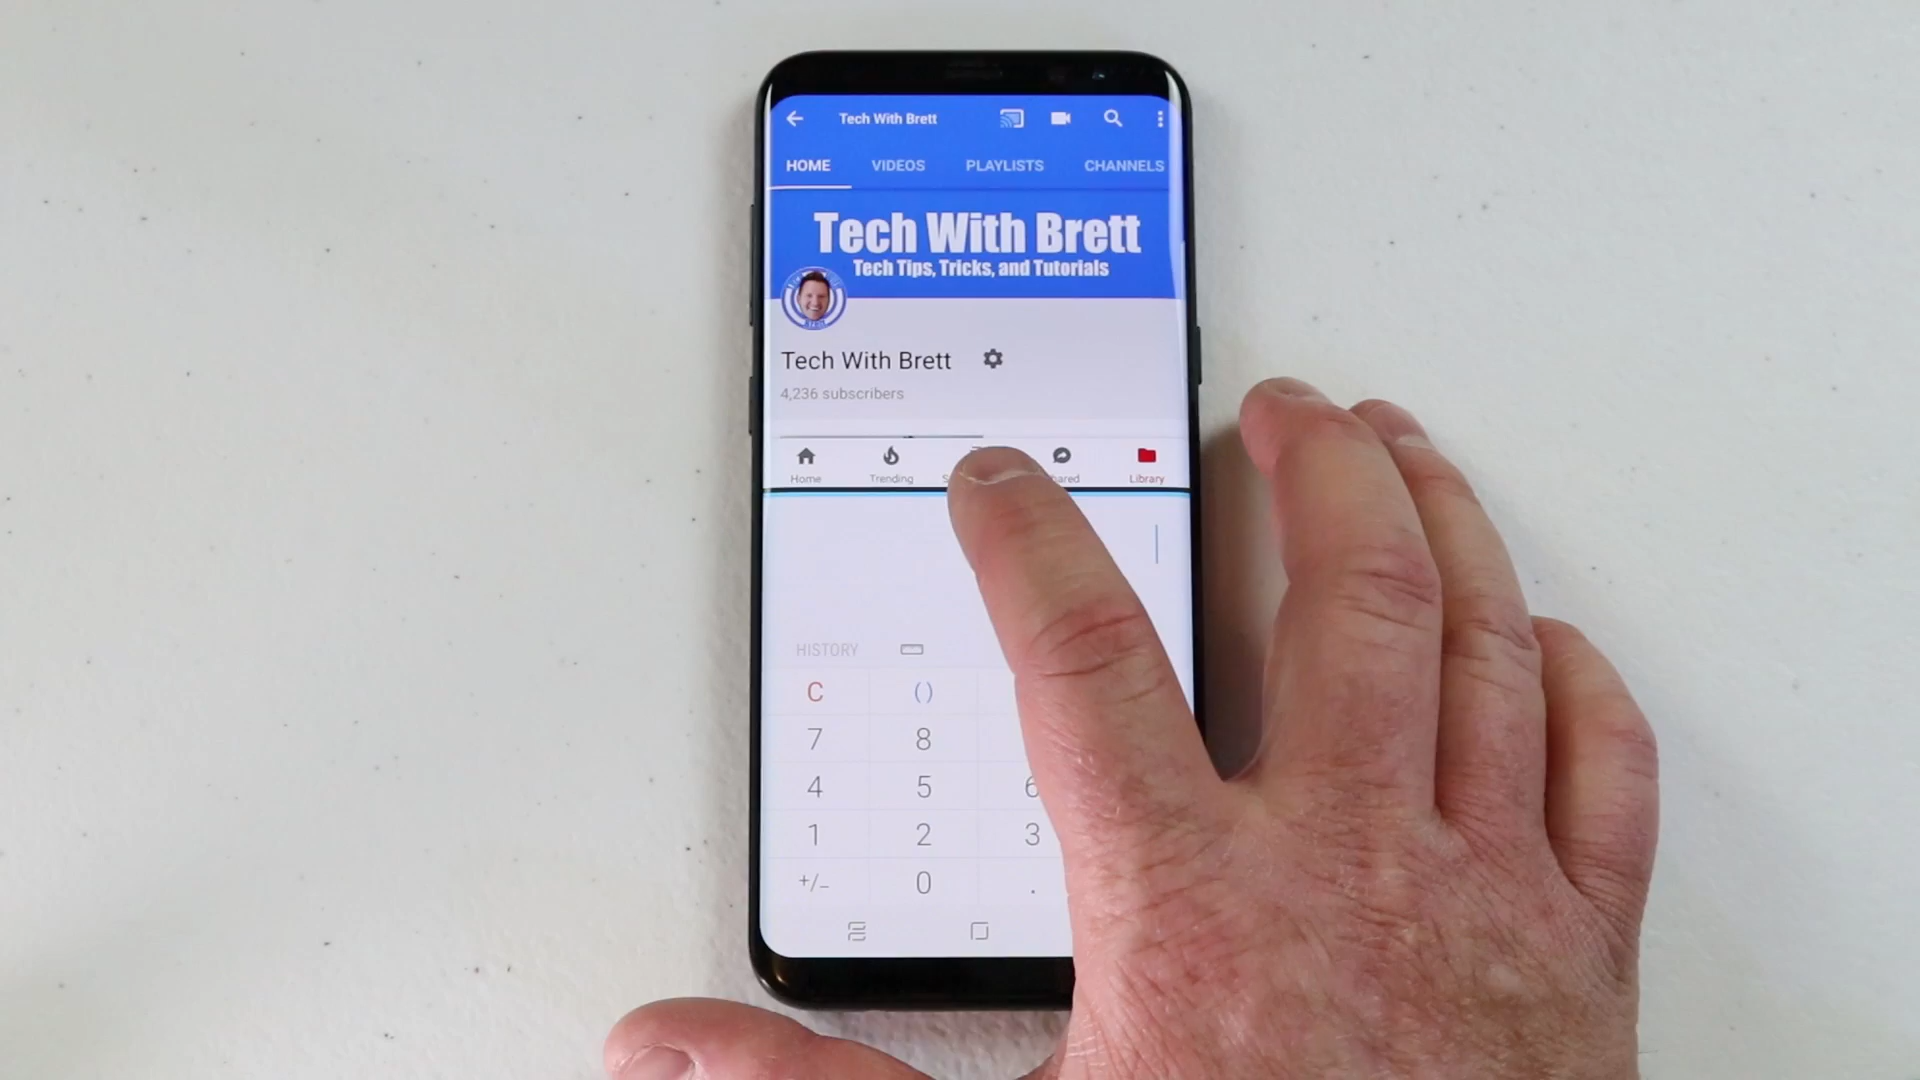 Tech With Brett
HOME VIDEOS PLAYLISTS CHANNELS
Tech With Brett
Tech Tips, Tricks, and Tutorials
Tech With Brett
4,236 subscribers
Home Trending Library
HISTORY
C ( )
7 8
4 5 6
1 2 3
+/− 0 .